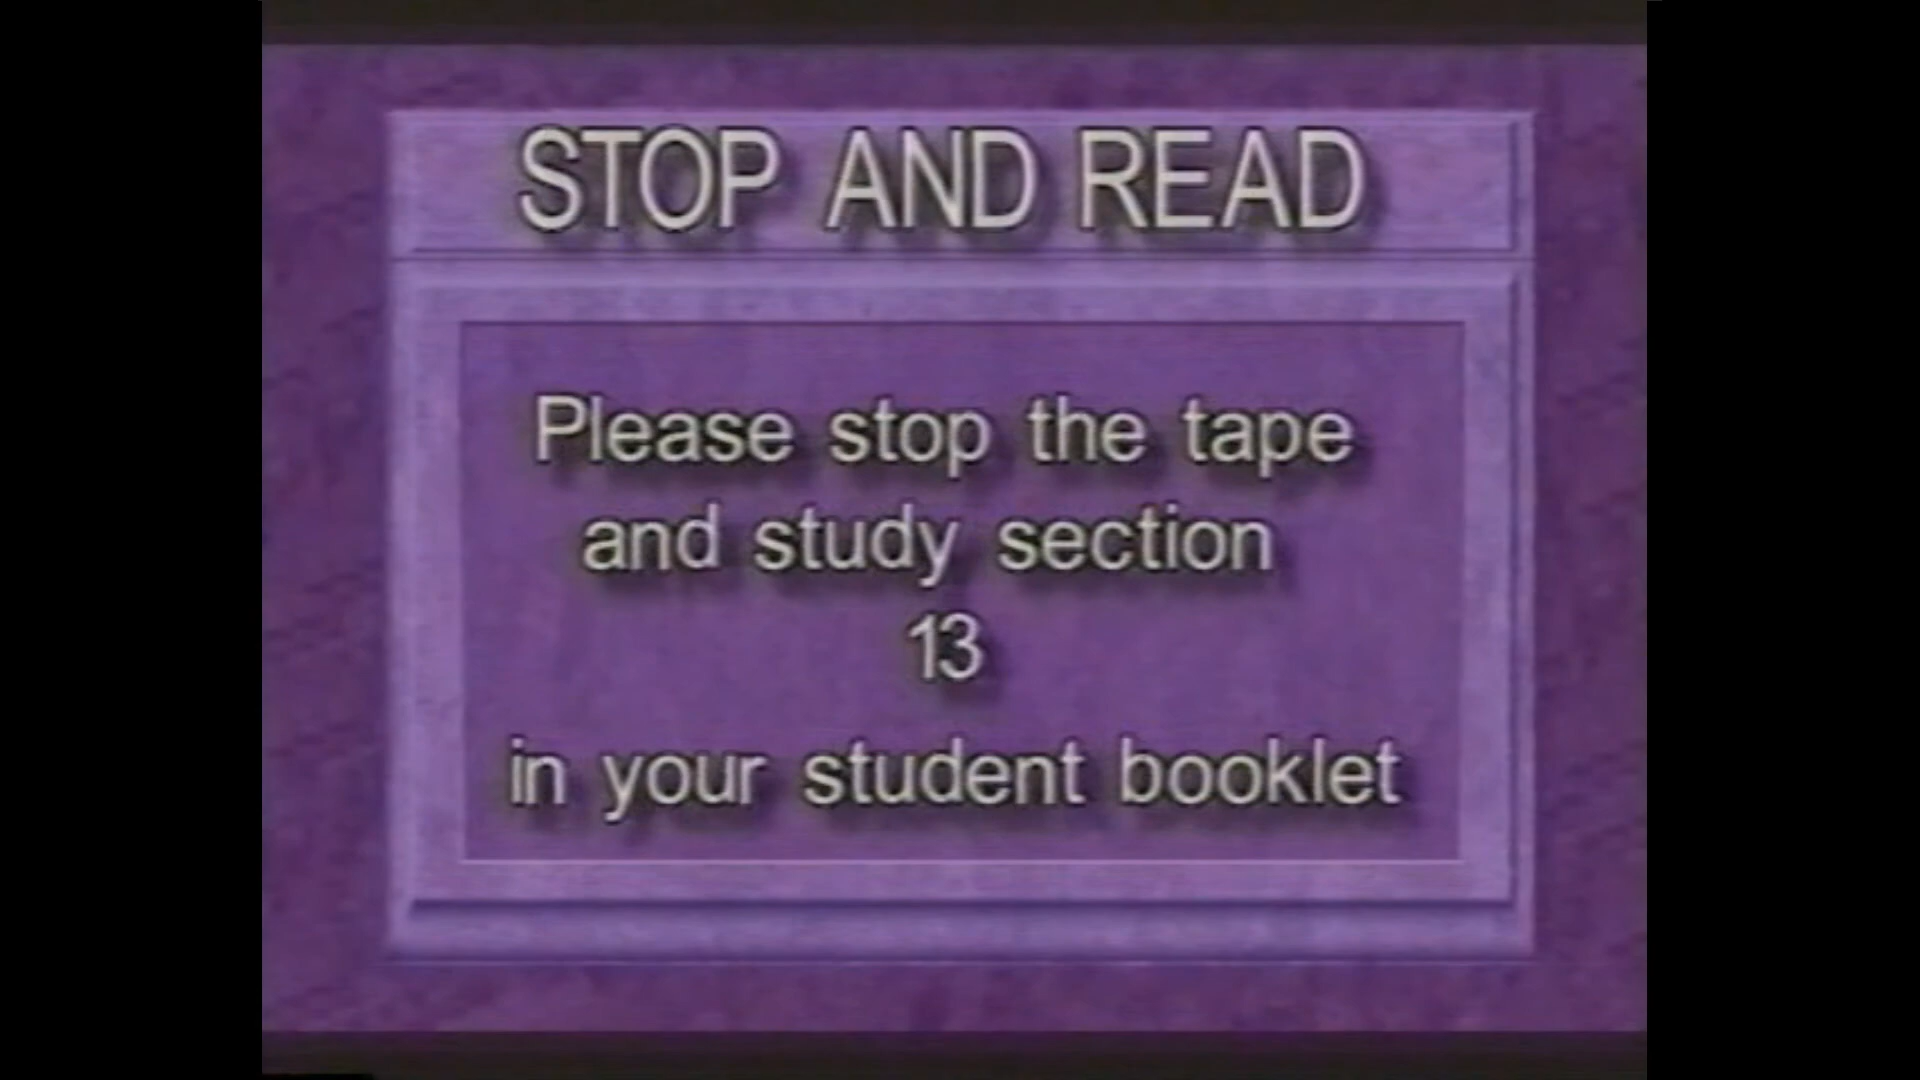 STOP AND READ
Please stop the tape
and study section
13
in your student booklet